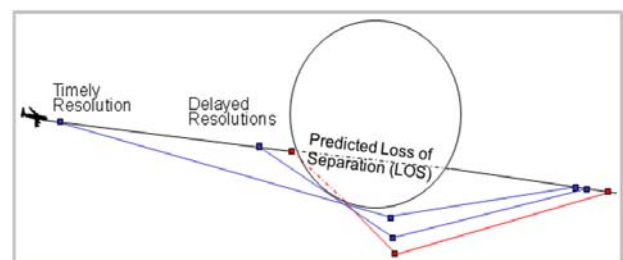 Timely
Resolution
Delayed
Resolutions
Predicted Loss of
Separation (LOS)